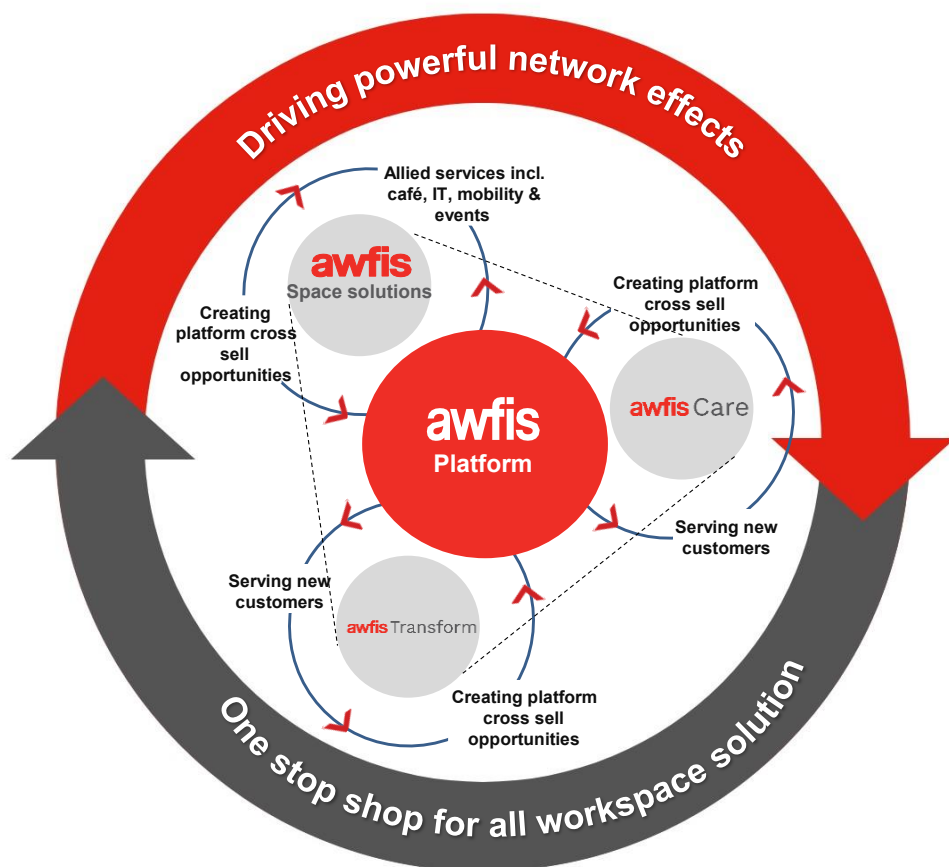 Driving powerful network effects
Allied services incl.
café, IT, mobility &
events
awfis
Space solutions
Creating
platform cross
sell
opportunities
Creating platform
cross sell
opportunities
awfis Care
awfis
Platform
Serving new
customers
Serving new
customers
awfis Transform
Creating platform
cross sell
opportunities
One stop shop for all workspace solution